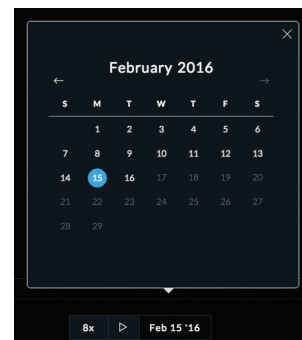 February 2016
S M T W T F S
1 2 3 4 5 6
7 8 9 10 11 12 13
14 15 16 17 18 19 20
21 22 23 24 25 26 27
28 29
8x Feb 15 '16